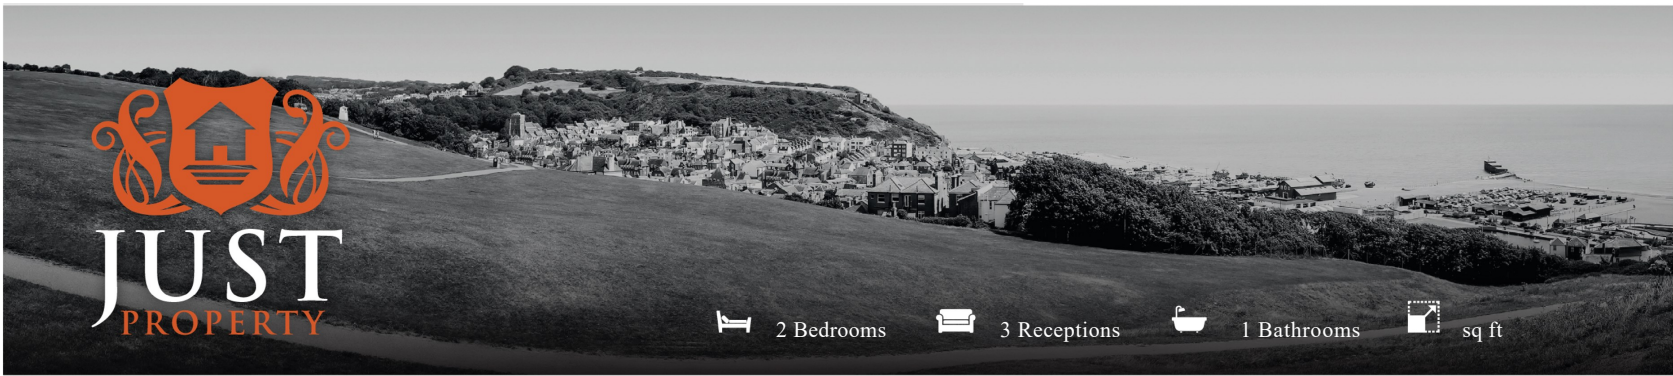 JUST
PROPERTY
2 Bedrooms
3 Receptions
1 Bathrooms
sq ft